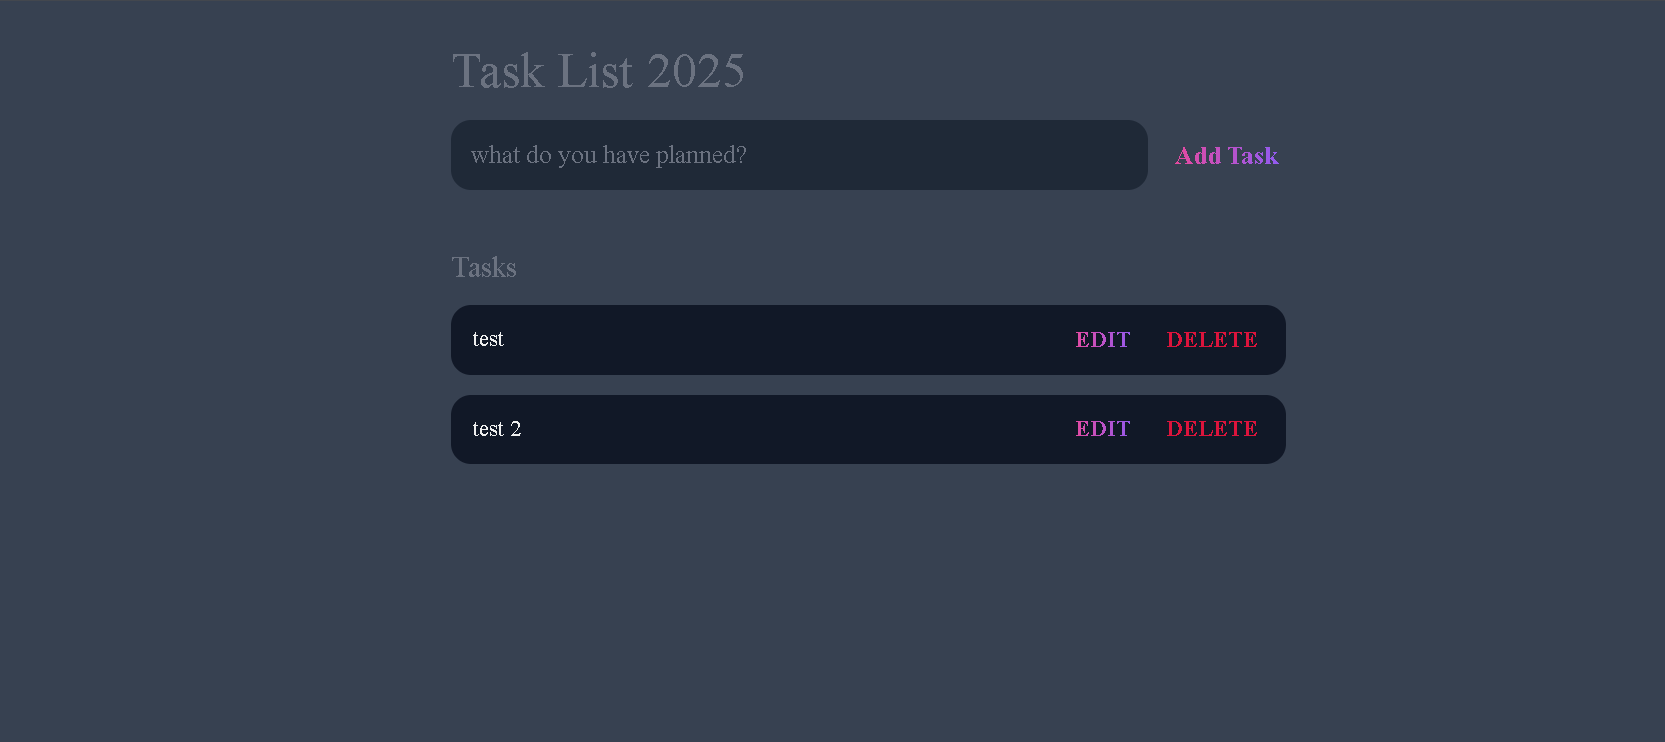 Task List 2025
what do you have planned? Add Task
Tasks
test EDIT DELETE
test 2 EDIT DELETE